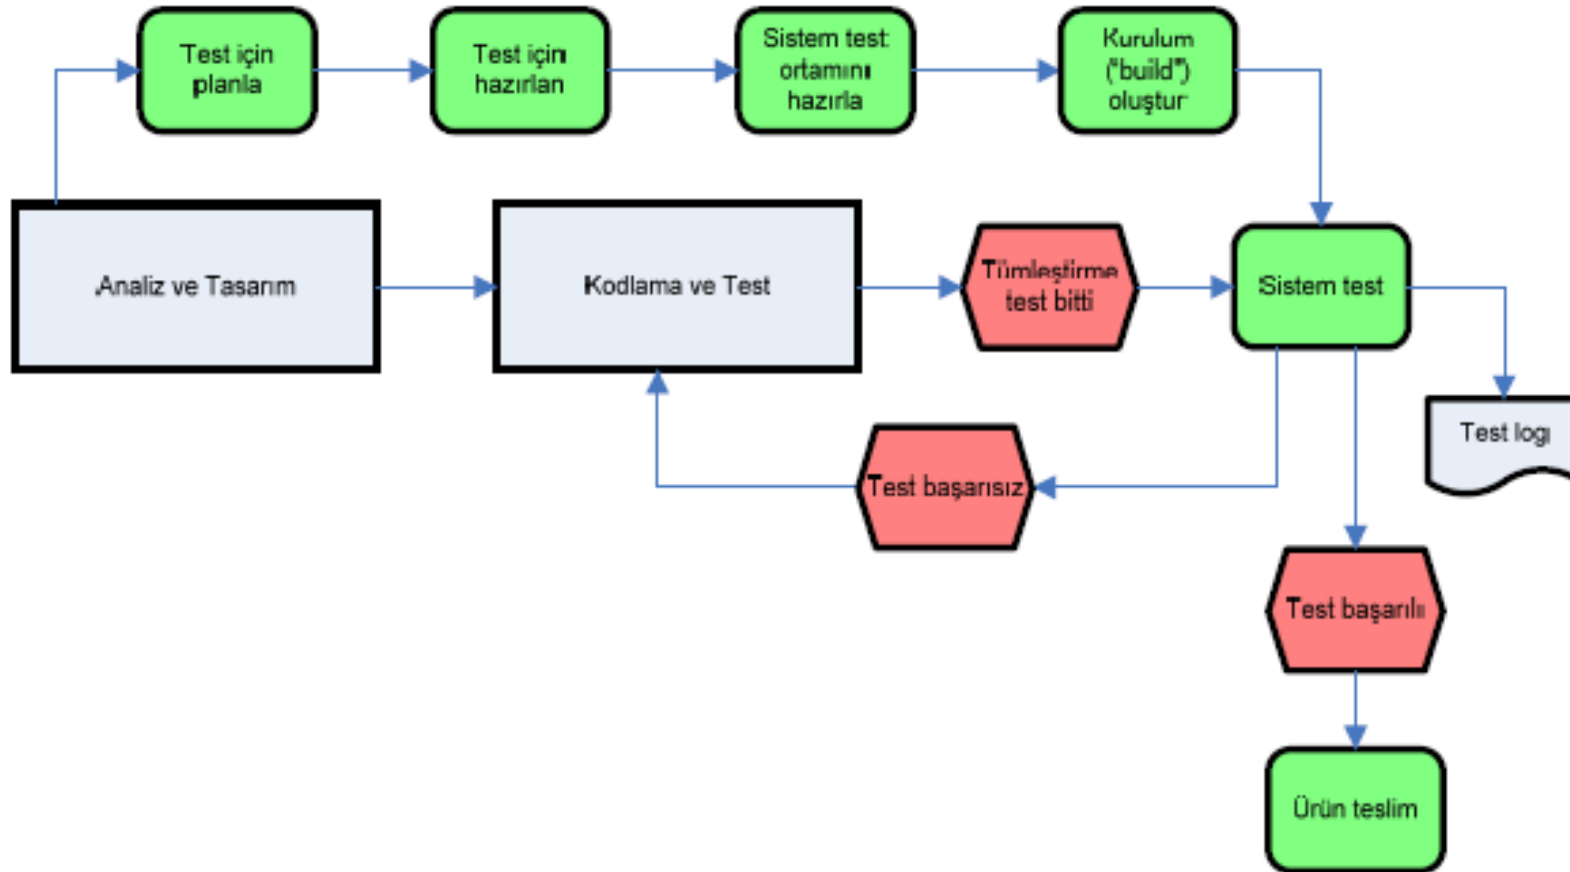 Test için
planla
Test için
hazırlan
Sistem test
ortamını
hazırla
Kurulum
("build")
oluştur
Analiz ve Tasarım
Kodlama ve Test
Tümleştirme
test bitti
Sistem test
Test logı
Test başarısız
Test başarılı
Ürün teslim